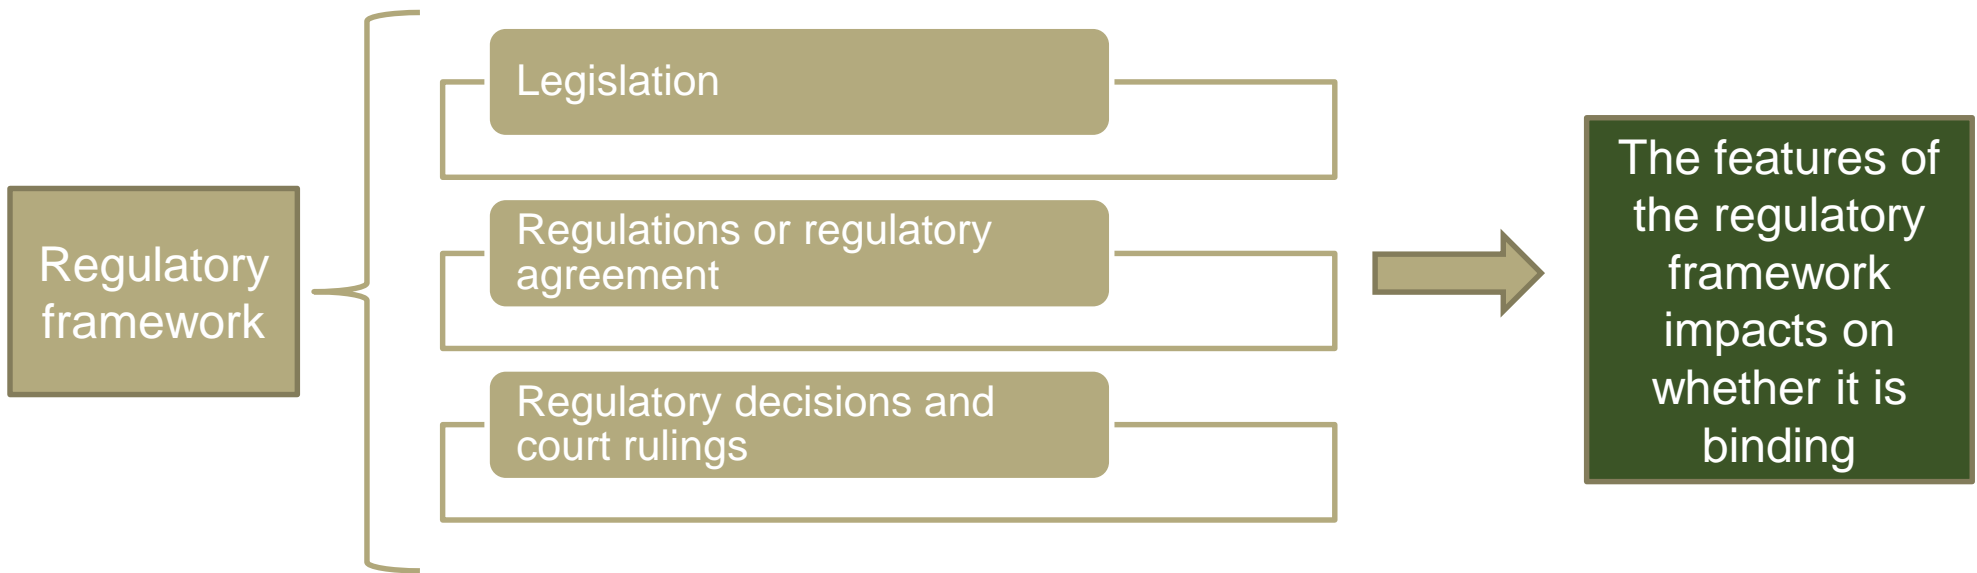 Regulatory
framework
Legislation
Regulations or regulatory
agreement
Regulatory decisions and
court rulings
The features of
the regulatory
framework
impacts on
whether it is
binding